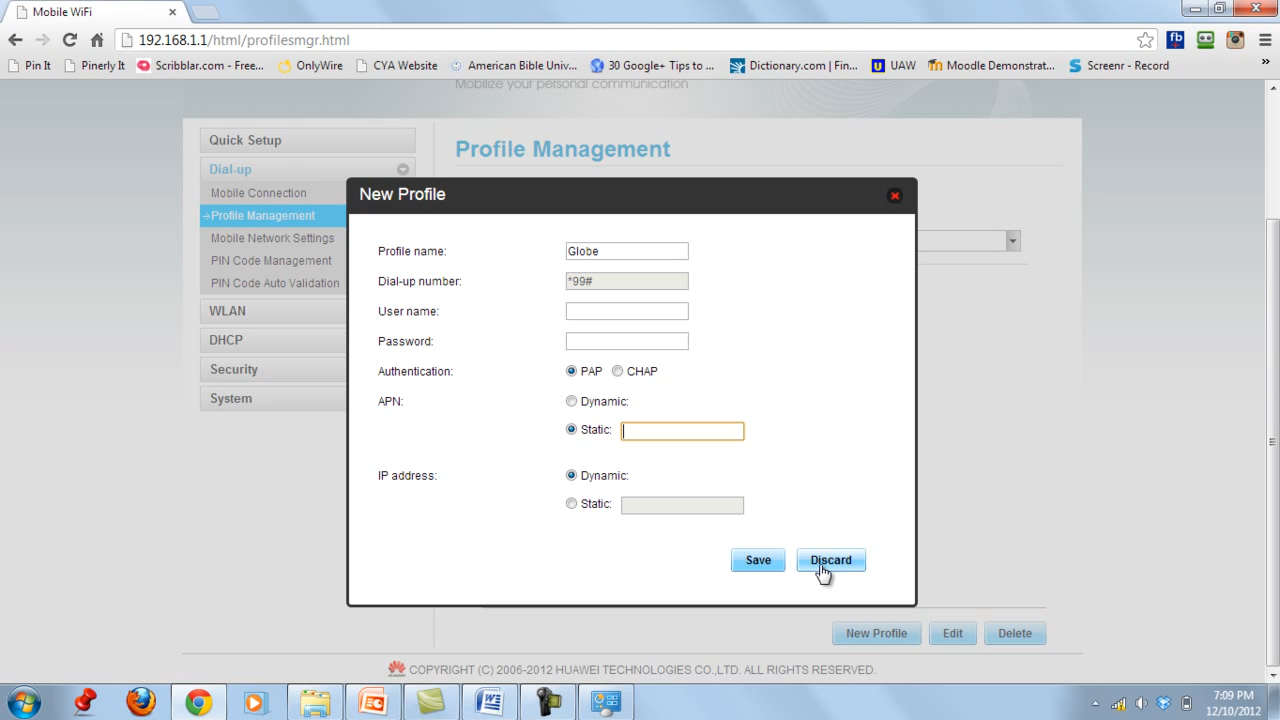 Mobile WiFi
192.168.1.1/html/profilesmgr.html
Pin It Pinerly It Scribblar.com - Free... OnlyWire CYA Website American Bible Univ... 30 Google+ Tips to ... Dictionary.com | Fin... UAW Moodle Demonstrat... Screenr - Record »
Mobilize your personal communication
Quick Setup
Profile Management
Dial-up
Mobile Connection
Profile Management
Mobile Network Settings
PIN Code Management
PIN Code Auto Validation
WLAN
DHCP
Security
System
New Profile
Profile name: Globe
Dial-up number: *99#
User name:
Password:
Authentication: PAP CHAP
APN: Dynamic:
Static:
IP address: Dynamic:
Static:
Save Discard
New Profile Edit Delete
COPYRIGHT (C) 2006-2012 HUAWEI TECHNOLOGIES CO.,LTD. ALL RIGHTS RESERVED.
7:09 PM
12/10/2012